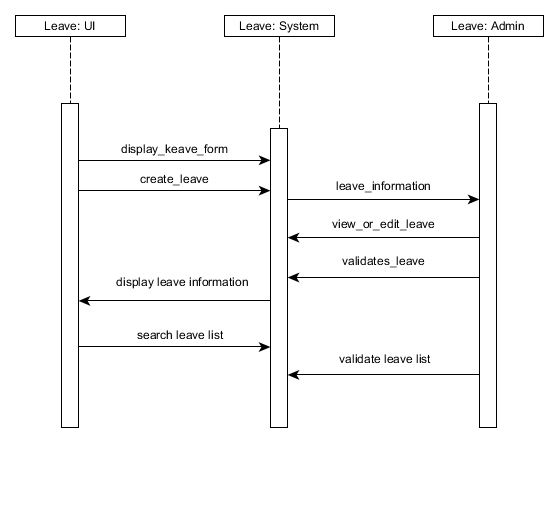 Leave: UI
Leave: System
Leave: Admin
display_keave_form
create_leave
leave_information
view_or_edit_leave
validates_leave
display leave information
search leave list
validate leave list